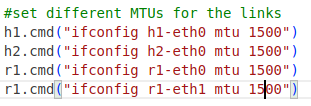 #set different MTUs for the links
h1.cmd("ifconfig h1-eth0 mtu 1500")
h2.cmd("ifconfig h2-eth0 mtu 1500")
r1.cmd("ifconfig r1-eth0 mtu 1500")
r1.cmd("ifconfig r1-eth1 mtu 1500")